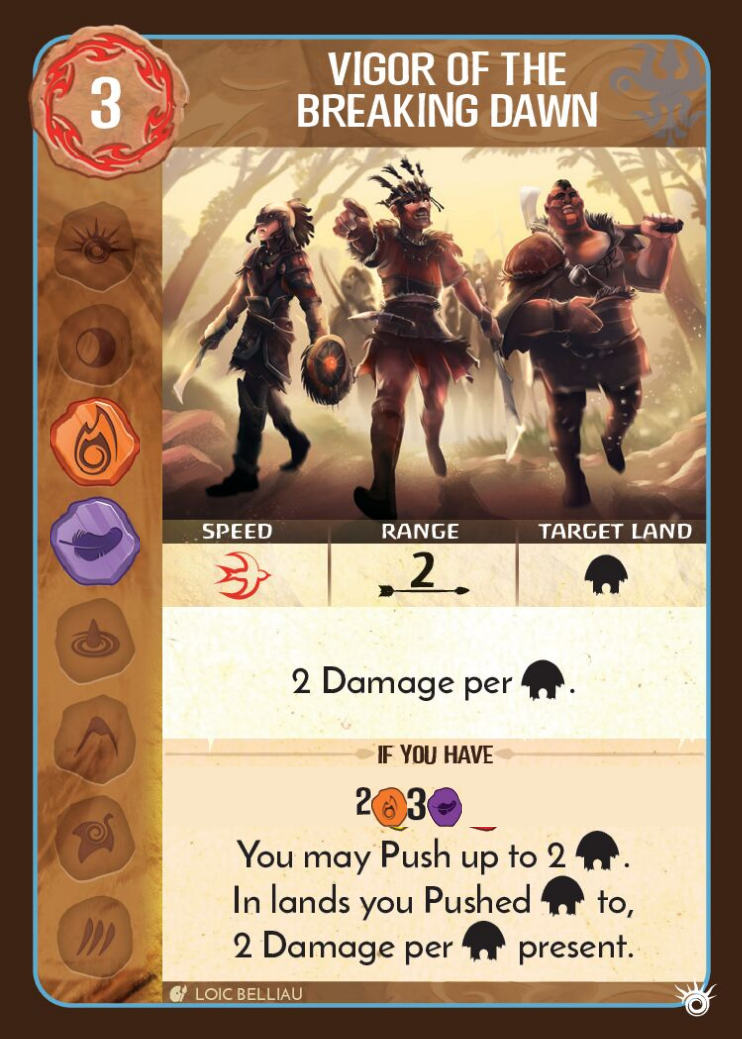 3
VIGOR OF THE
BREAKING DAWN
SPEED RANGE TARGET LAND
2
2 Damage per .
IF YOU HAVE
2 3
You may Push up to 2 .
In lands you Pushed to,
2 Damage per present.
LOIC BELLIAU